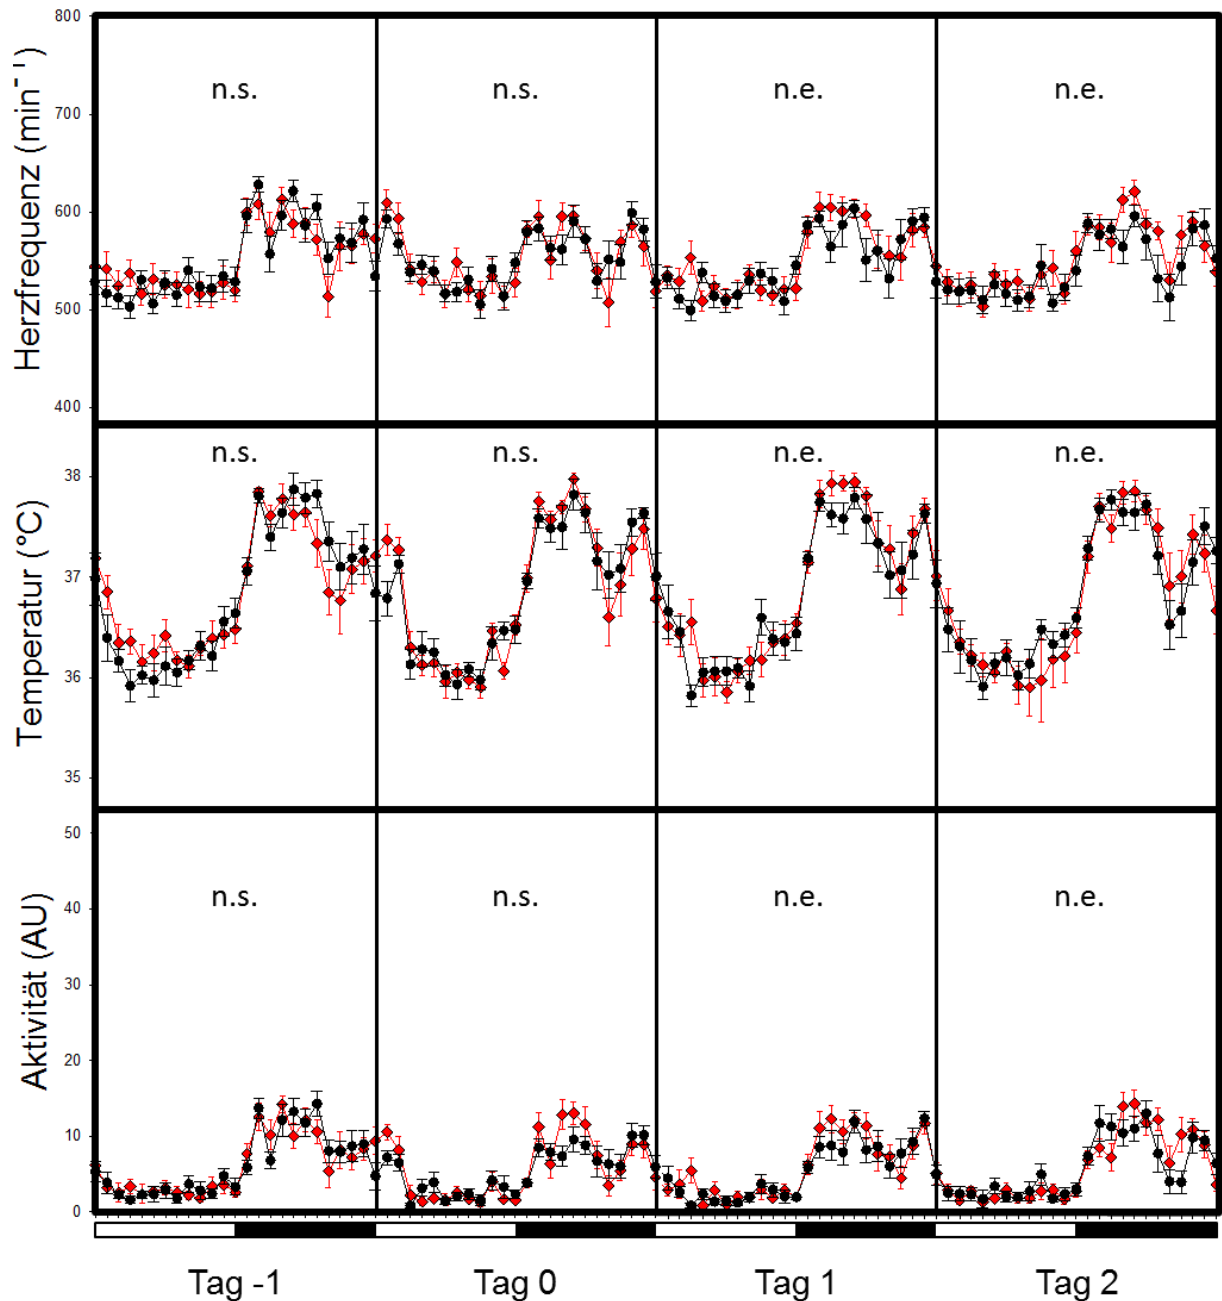 Herzfrequenz (min⁻¹)
800
700
600
500
400
n.s. n.s. n.e. n.e.
Temperatur (°C)
38
37
36
35
n.s. n.s. n.e. n.e.
Aktivität (AU)
50
40
30
20
10
0
n.s. n.s. n.e. n.e.
Tag -1 Tag 0 Tag 1 Tag 2